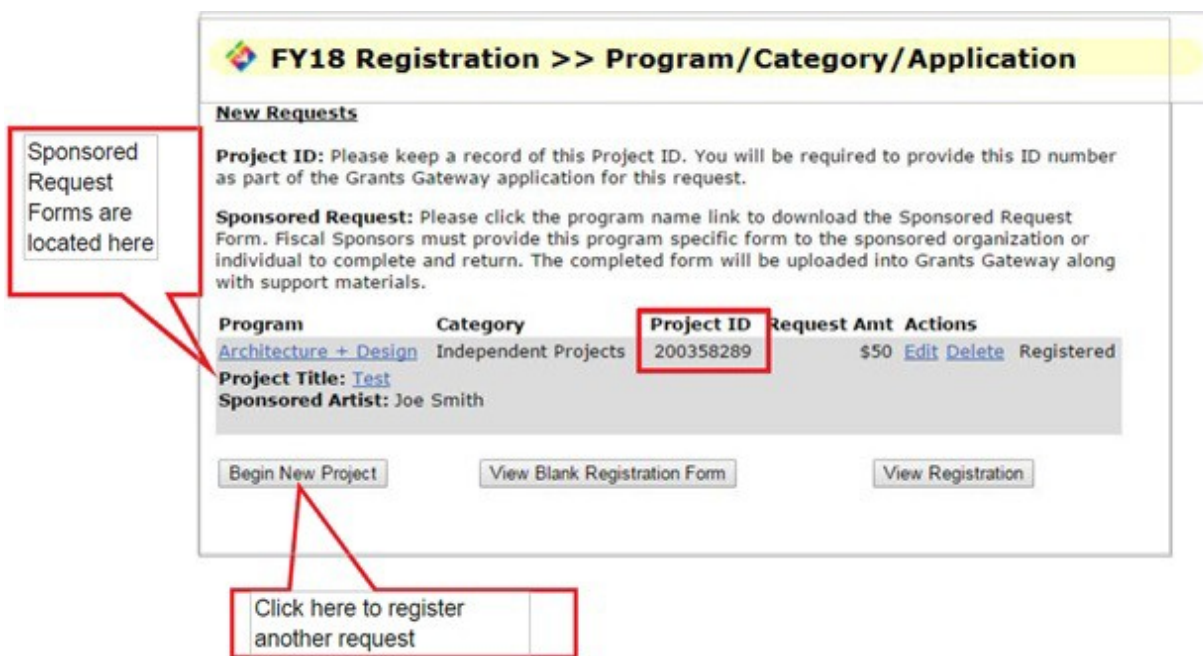 FY18 Registration >> Program/Category/Application
New Requests
Sponsored
Request
Forms are
located here
Project ID: Please keep a record of this Project ID. You will be required to provide this ID number
as part of the Grants Gateway application for this request.
Sponsored Request: Please click the program name link to download the Sponsored Request
Form. Fiscal Sponsors must provide this program specific form to the sponsored organization or
individual to complete and return. The completed form will be uploaded into Grants Gateway along
with support materials.
Program Category Project ID Request Amt Actions
Architecture + Design Independent Projects 200358289 $50 Edit Delete Registered
Project Title: Test
Sponsored Artist: Joe Smith
Begin New Project View Blank Registration Form View Registration
Click here to register
another request